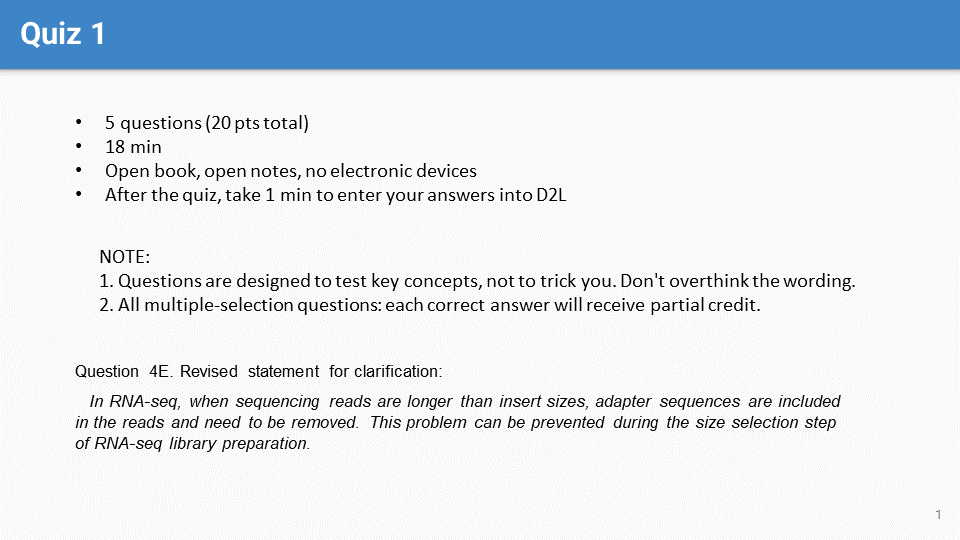 Quiz 1
• 5 questions (20 pts total)
• 18 min
• Open book, open notes, no electronic devices
• After the quiz, take 1 min to enter your answers into D2L
NOTE:
1. Questions are designed to test key concepts, not to trick you. Don't overthink the wording.
2. All multiple-selection questions: each correct answer will receive partial credit.
Question 4E. Revised statement for clarification:
In RNA-seq, when sequencing reads are longer than insert sizes, adapter sequences are included
in the reads and need to be removed. This problem can be prevented during the size selection step
of RNA-seq library preparation.
1